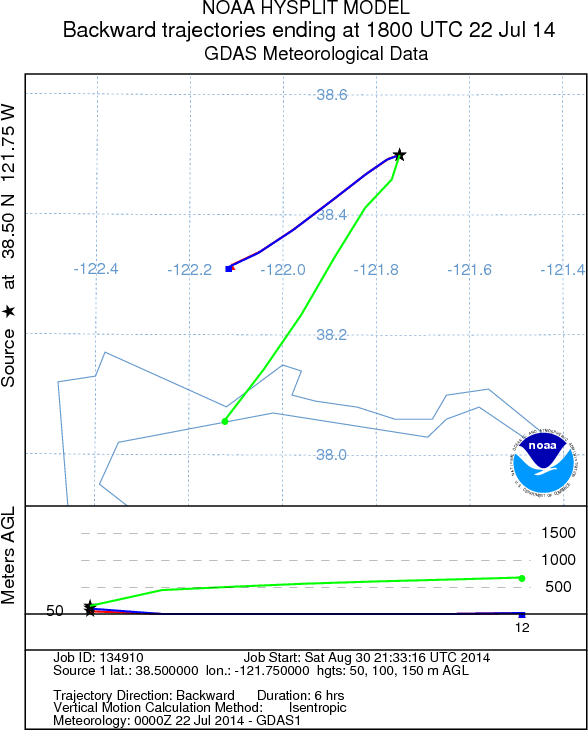 NOAA HYSPLIT MODEL
Backward trajectories ending at 1800 UTC 22 Jul 14
GDAS Meteorological Data
Source ★ at 38.50 N 121.75 W
38.6
38.4
-122.4 -122.2 -122.0 -121.8 -121.6 -121.4
38.2
38.0
noaa
Meters AGL
1500
1000
500
50
12
Job ID: 134910 Job Start: Sat Aug 30 21:33:16 UTC 2014
Source 1 lat.: 38.500000 lon.: -121.750000 hgts: 50, 100, 150 m AGL
Trajectory Direction: Backward Duration: 6 hrs
Vertical Motion Calculation Method: Isentropic
Meteorology: 0000Z 22 Jul 2014 - GDAS1